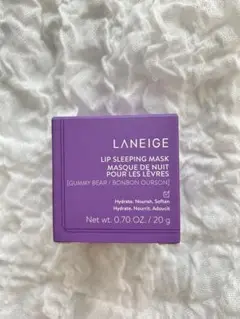 LANEIGE
LIP SLEEPING MASK
MASQUE DE NUIT
POUR LES LÈVRES
[GUMMY BEAR / BONBON OURSON]
Hydrate, Nourish, Soften
Hydrate, Nourrit, Adoucit
Net wt. 0.70 OZ. / 20 g